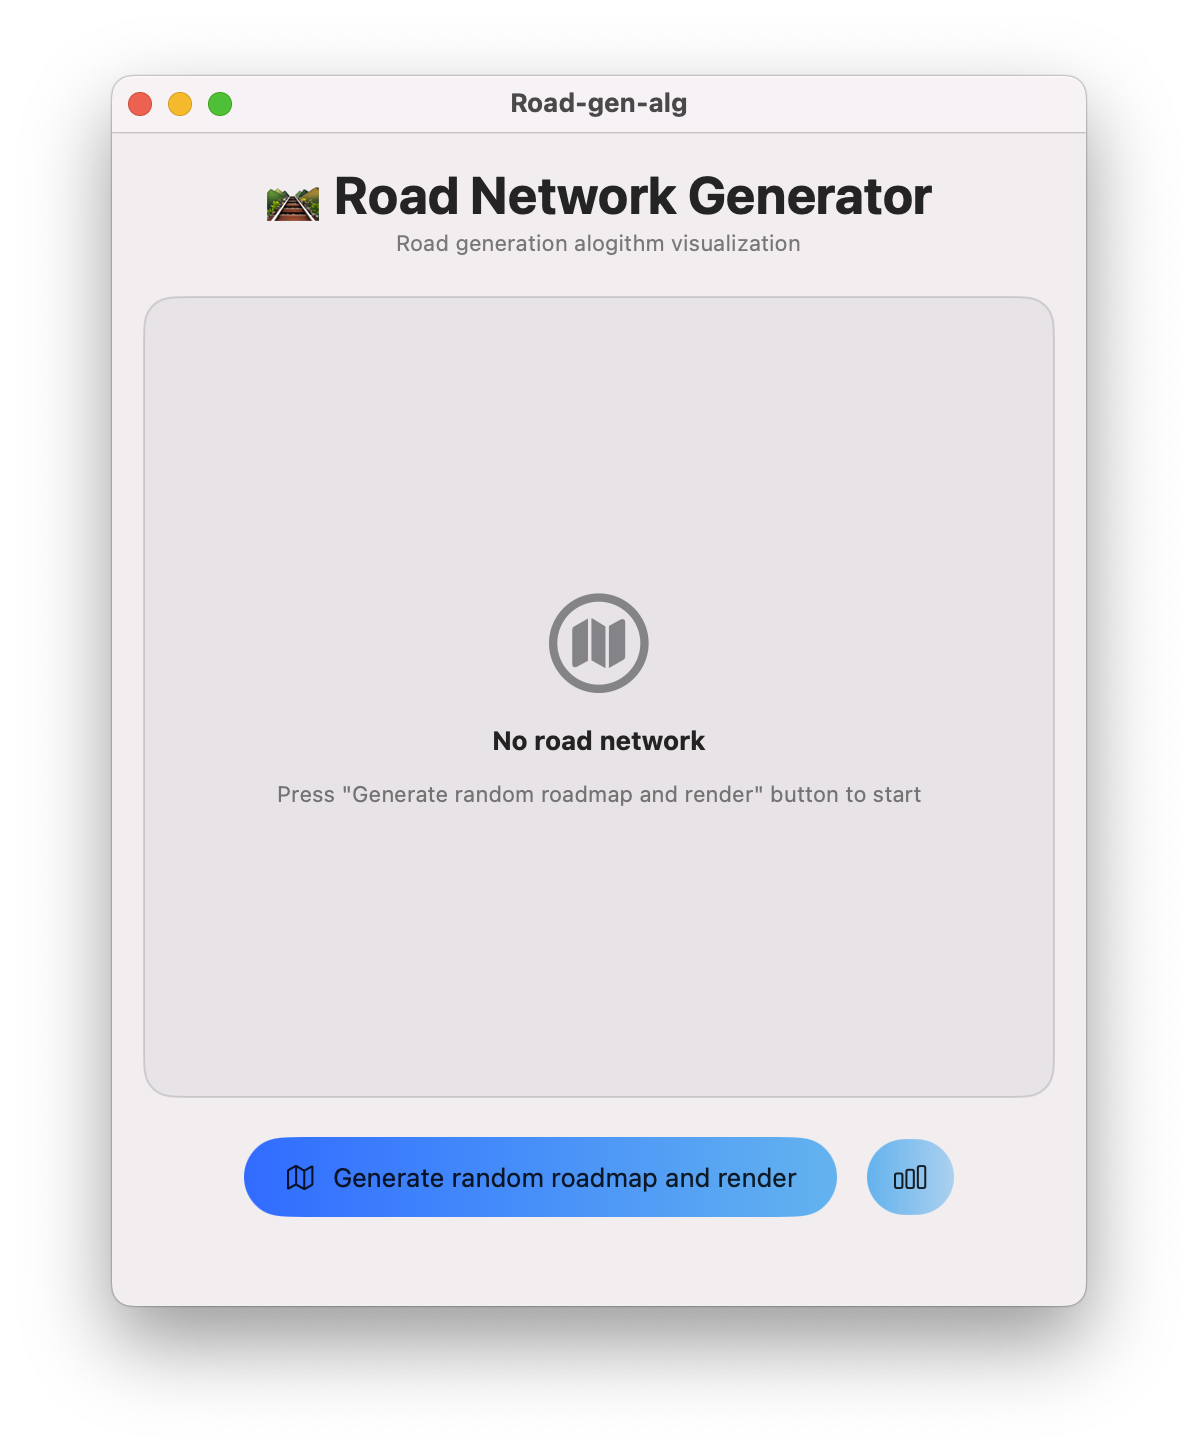 Road-gen-alg
🛤️ Road Network Generator
Road generation alogithm visualization
No road network
Press "Generate random roadmap and render" button to start
Generate random roadmap and render